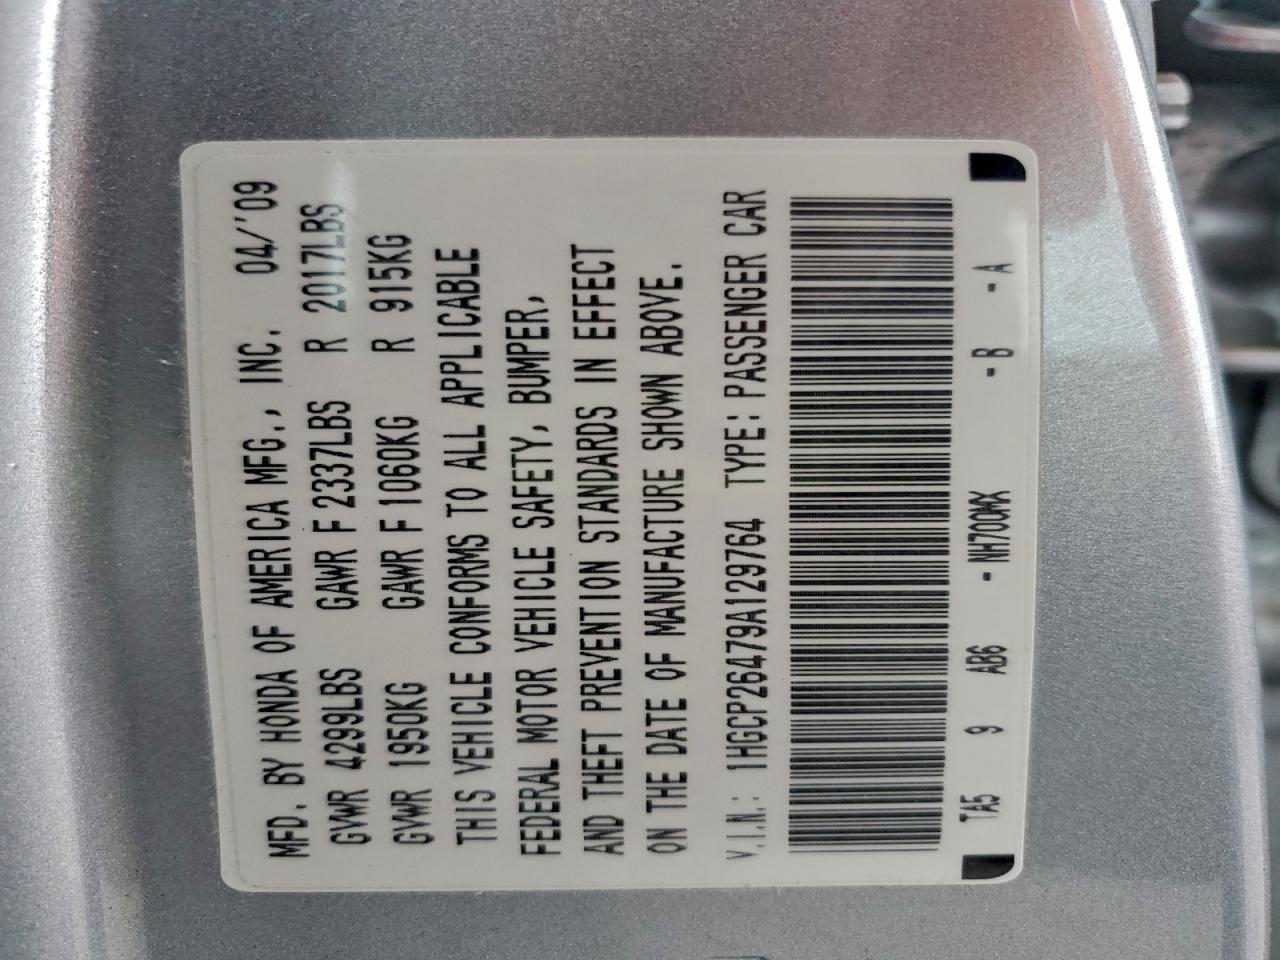 MFD. BY HONDA OF AMERICA MFG., INC. 04/'09
GVWR 4299LBS GAWR F 2337LBS R 2017LBS
GVWR 1950KG GAWR F 1060KG R 915KG
THIS VEHICLE CONFORMS TO ALL APPLICABLE
FEDERAL MOTOR VEHICLE SAFETY, BUMPER,
AND THEFT PREVENTION STANDARDS IN EFFECT
ON THE DATE OF MANUFACTURE SHOWN ABOVE.
V.I.N.: 1HGCP26479A129764 TYPE: PASSENGER CAR
TA5 9 AB6 - NH700MX - B - A